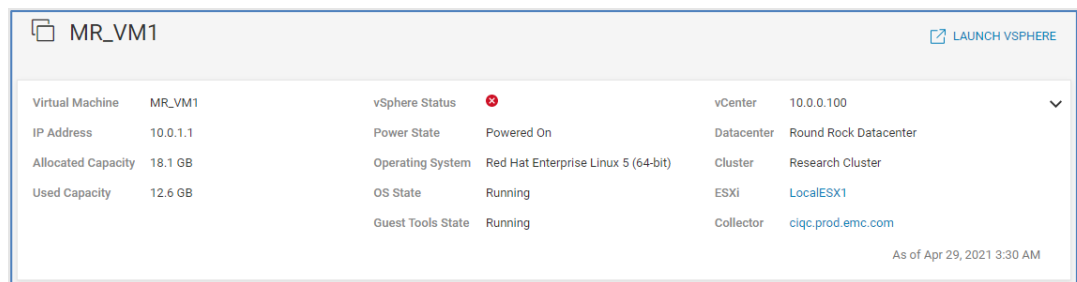 MR_VM1
LAUNCH VSPHERE
Virtual Machine MR_VM1 vSphere Status vCenter 10.0.0.100
IP Address 10.0.1.1 Power State Powered On Datacenter Round Rock Datacenter
Allocated Capacity 18.1 GB Operating System Red Hat Enterprise Linux 5 (64-bit) Cluster Research Cluster
Used Capacity 12.6 GB OS State Running ESXi LocalESX1
Guest Tools State Running Collector ciqc.prod.emc.com
As of Apr 29, 2021 3:30 AM